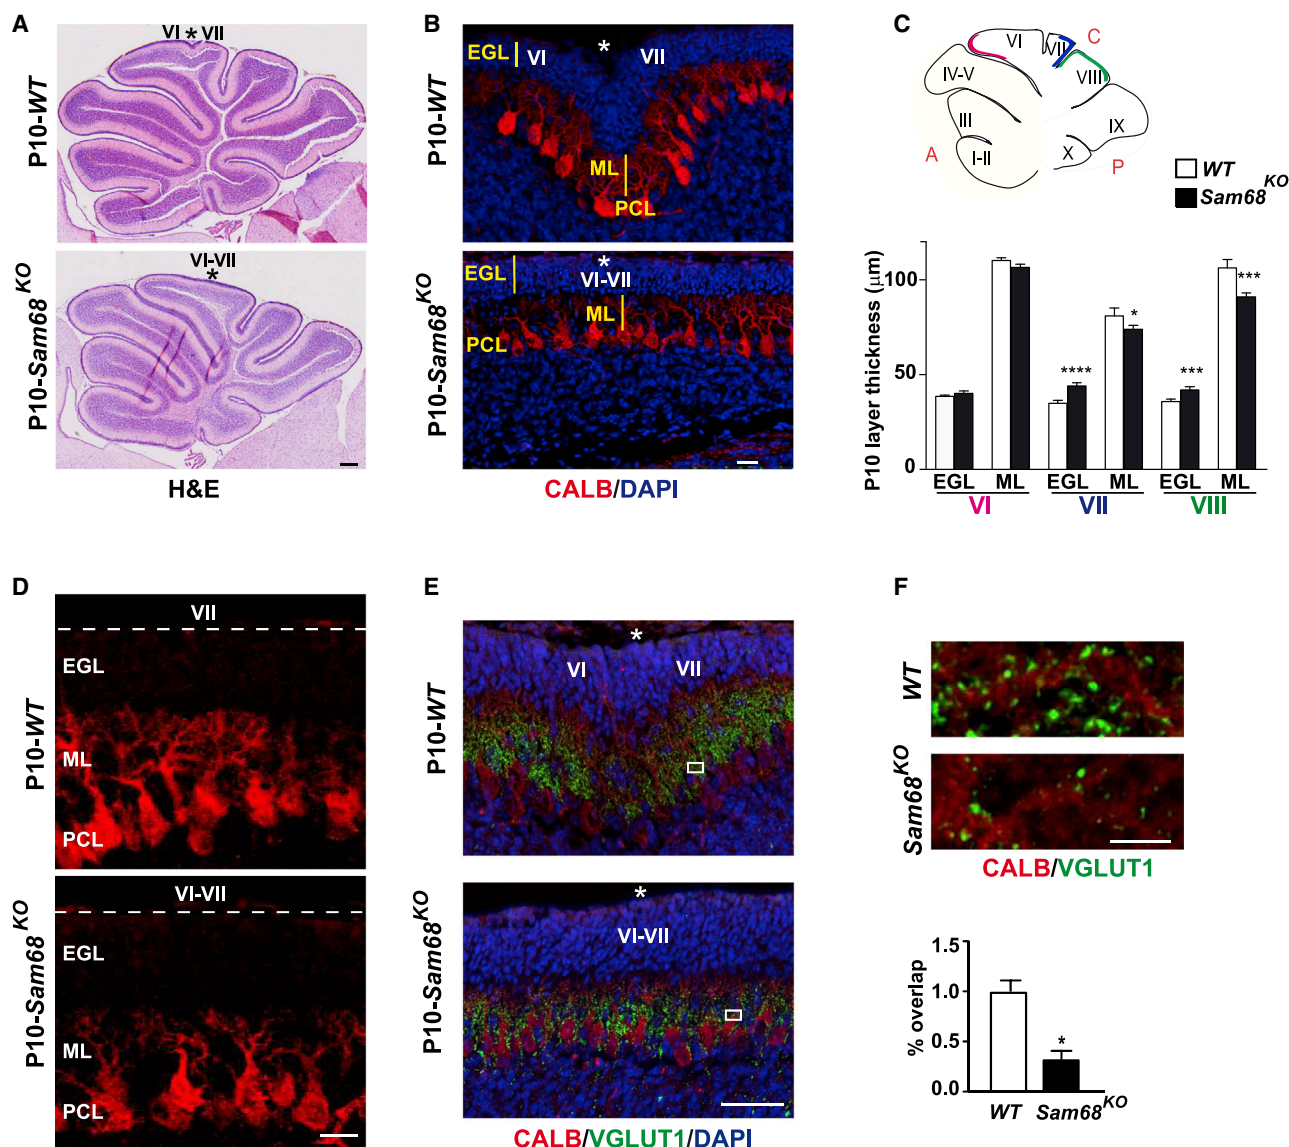 A
VI * VII
P10-WT
VI-VII
*
P10-Sam68KO
H&E
B
EGL
VI
*
VII
ML
PCL
P10-WT
*
EGL
VI-VII
ML
PCL
P10-Sam68KO
CALB/DAPI
C
VI
VII
C
IV-V
VIII
III
IX
A
I-II
X
P
WT
Sam68KO
P10 layer thickness (μm)
100
50
0
****
*
***
***
EGL ML EGL ML EGL ML
VI VII VIII
D
VII
EGL
ML
PCL
P10-WT
VI-VII
EGL
ML
PCL
P10-Sam68KO
E
*
VI
VII
P10-WT
*
VI-VII
P10-Sam68KO
CALB/VGLUT1/DAPI
F
WT
Sam68KO
CALB/VGLUT1
% overlap
1.5
1.0
0.5
0.0
*
WT Sam68KO